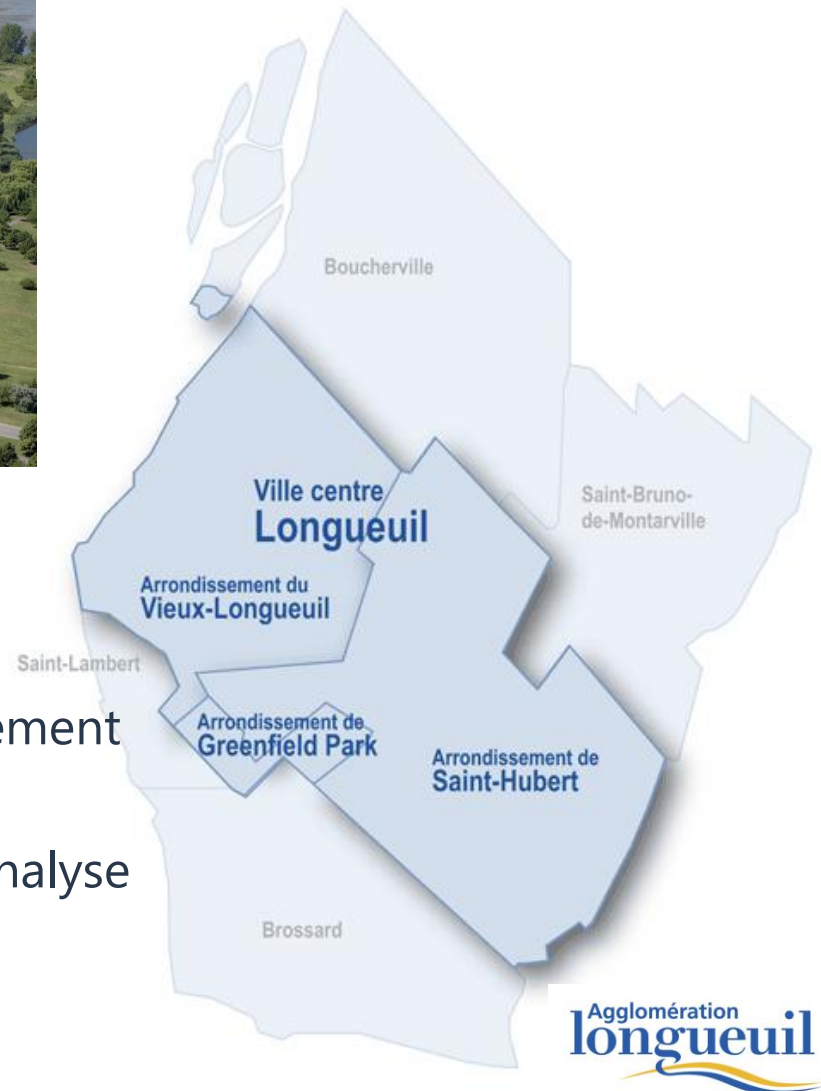 Boucherville
Ville centre
Longueuil
Saint-Bruno-
de-Montarville
Arrondissement du
Vieux-Longueuil
Saint-Lambert
ement
Arrondissement de
Greenfield Park
Arrondissement de
Saint-Hubert
nalyse
Brossard
Agglomération
longueuil